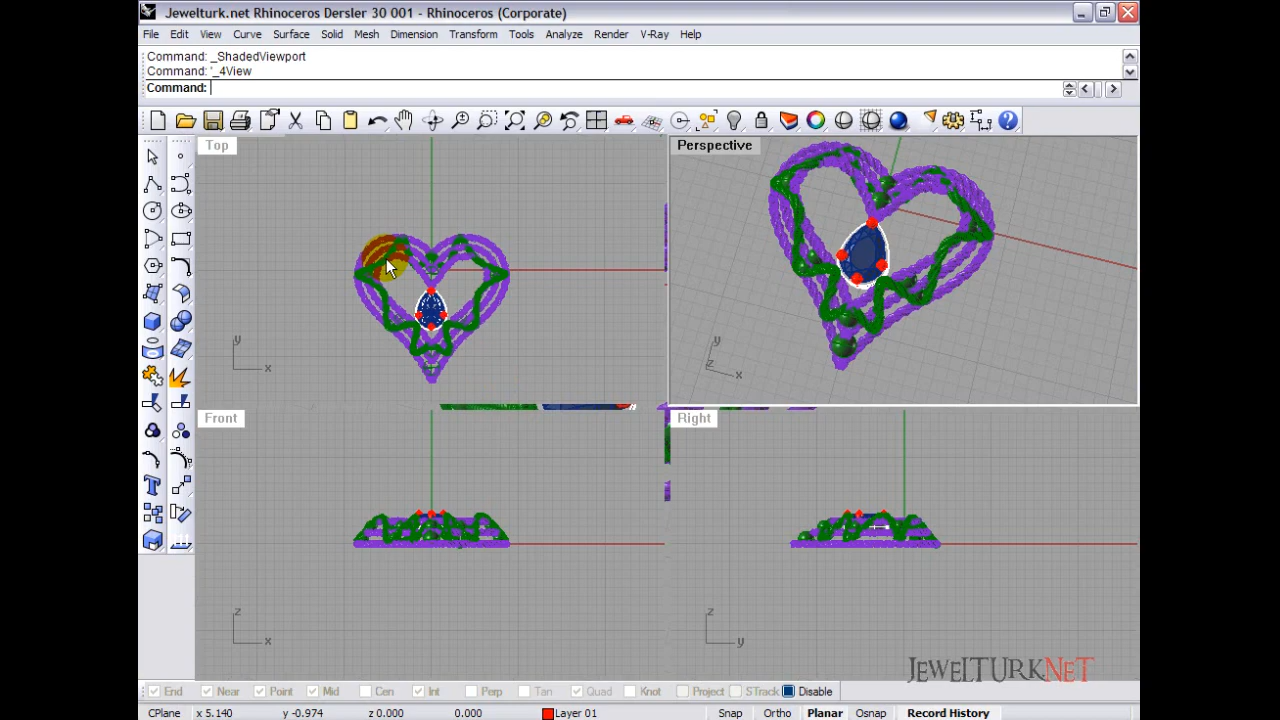 Jewelturk.net Rhinoceros Dersler 30 001 - Rhinoceros (Corporate)
File Edit View Curve Surface Solid Mesh Dimension Transform Tools Analyze Render V-Ray Help
Command: _ShadedViewport
Command: '_4View
Command:
Top
Perspective
y
x
y
z
x
Front
Right
z
x
z
y
JEWELTURKNET
End Near Point Mid Cen Int Perp Tan Quad Knot Project STrack Disable
CPlane x 5.140 y -0.974 z 0.000 0.000 Layer 01 Snap Ortho Planar Osnap Record History